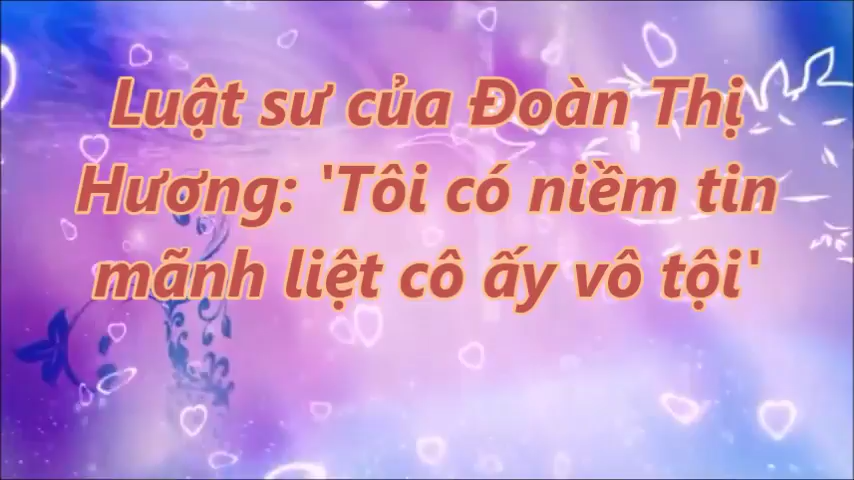 Luật sư của Đoàn Thị
Hương: 'Tôi có niềm tin
mãnh liệt cô ấy vô tội'